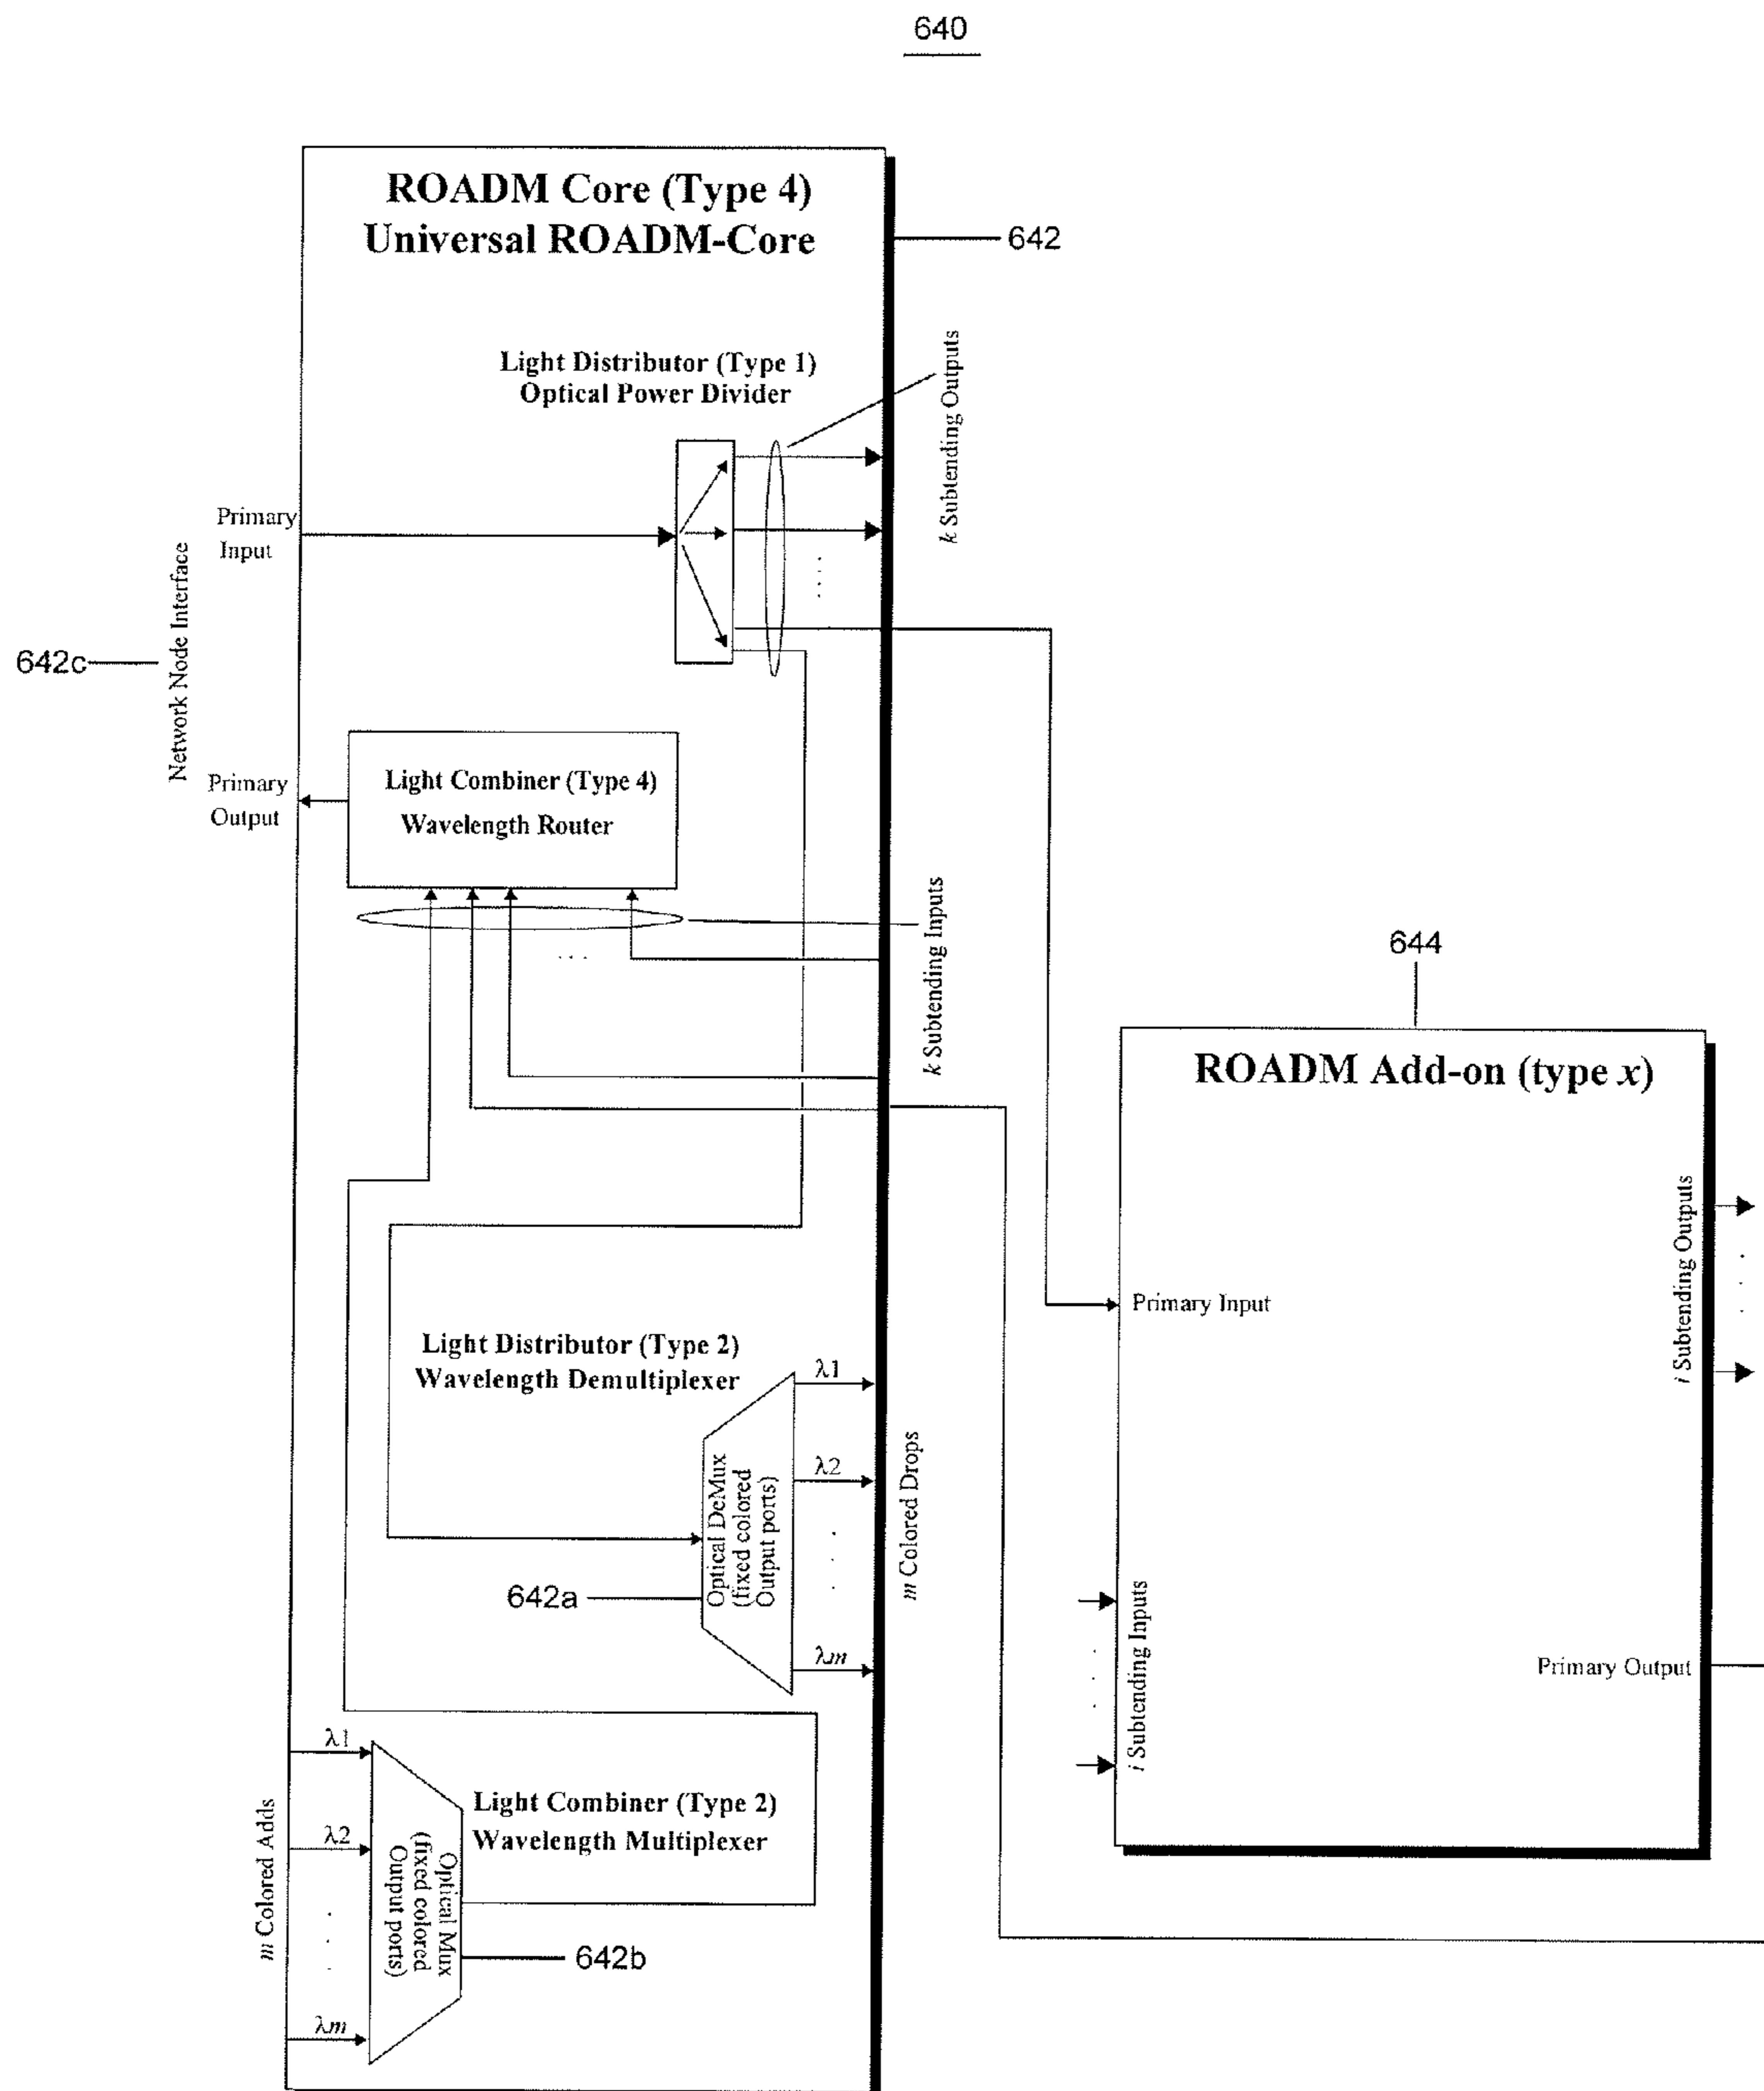 640
ROADM Core (Type 4)
Universal ROADM-Core
642
Light Distributor (Type 1)
Optical Power Divider
k Subtending Outputs
Primary
Input
. . . .
Network Node Interface
642c
Light Combiner (Type 4)
Wavelength Router
Primary
Output
k Subtending Inputs
. . .
644
ROADM Add-on (type x)
i Subtending Outputs
. . .
Primary Input
Light Distributor (Type 2)
Wavelength Demultiplexer
λ1
λ2
. . .
λm
Optical DeMux
(fixed colored
Output ports)
642a
m Colored Drops
i Subtending Inputs
. . .
Primary Output
m Colored Adds
λ1
λ2
. . .
λm
Light Combiner (Type 2)
Wavelength Multiplexer
Optical Mux
(fixed colored
Output ports)
642b